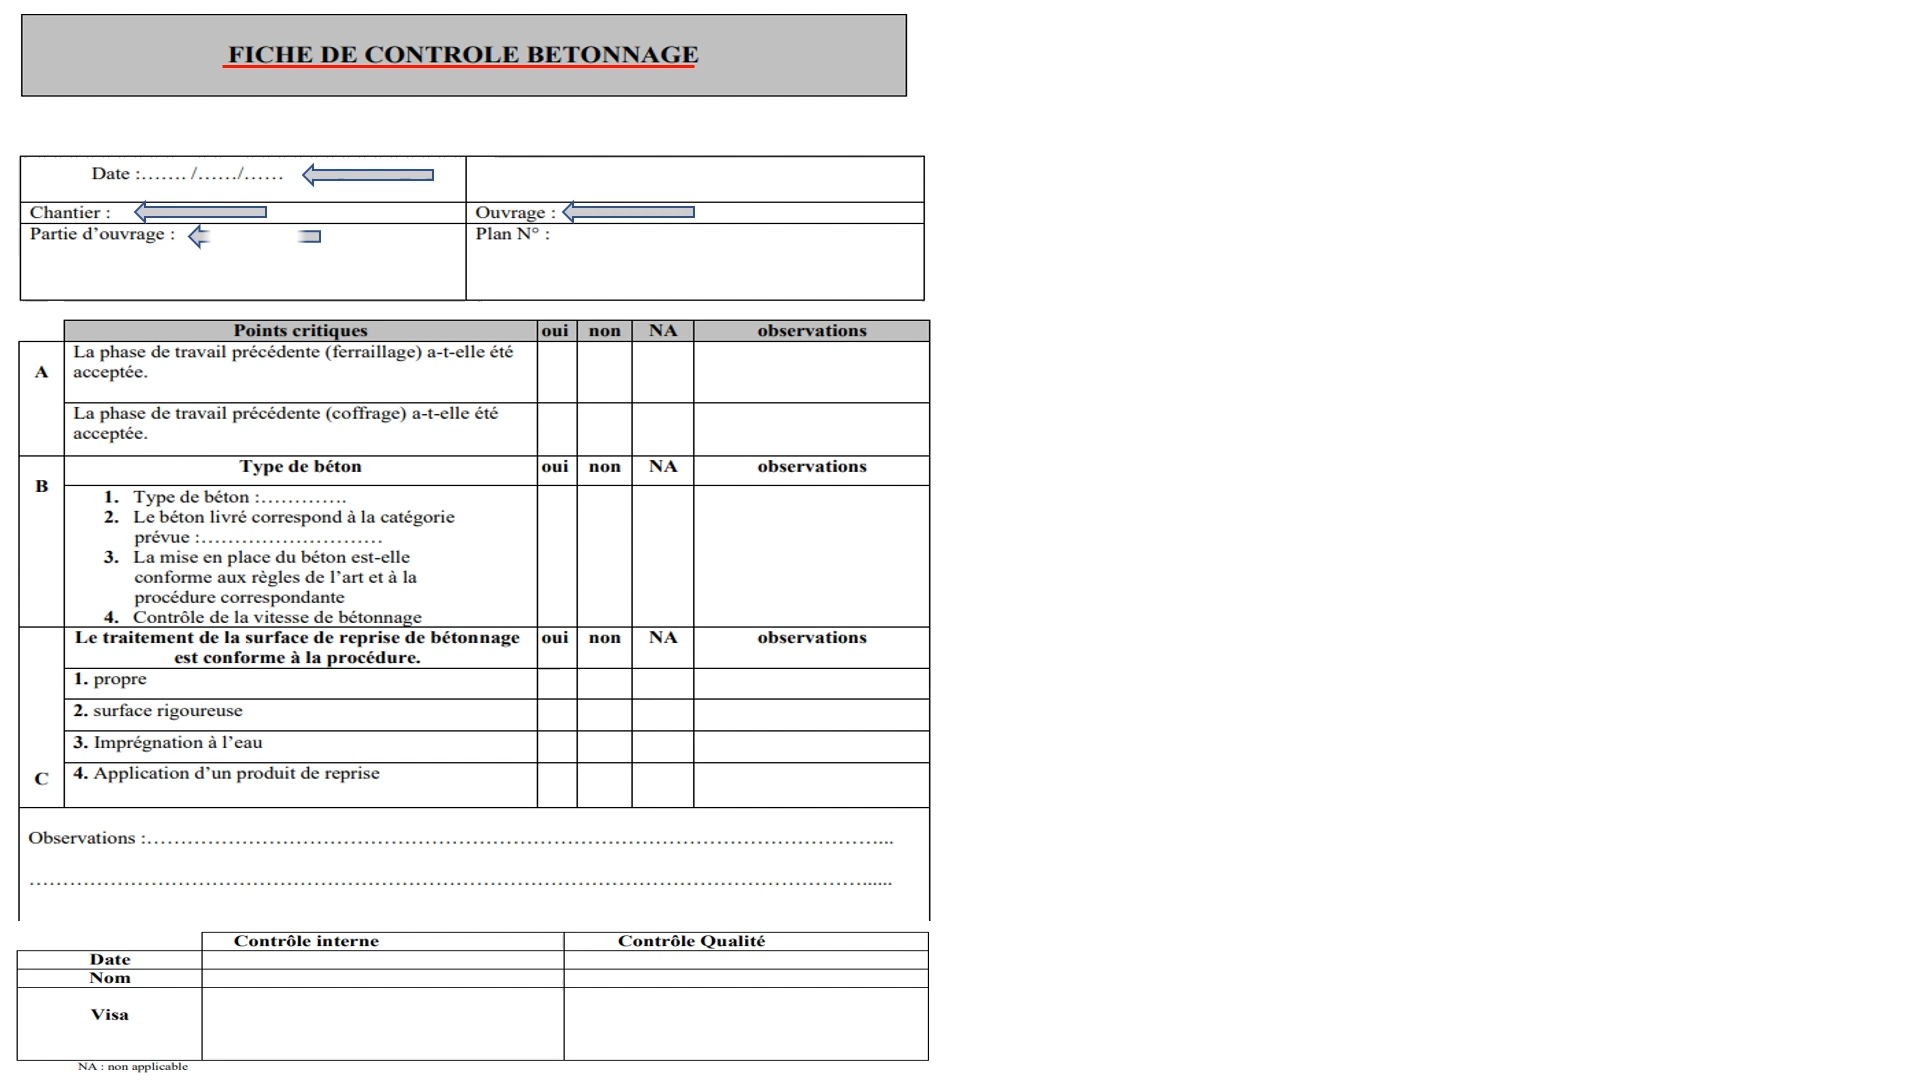 FICHE DE CONTROLE BETONNAGE
Date :....... /....../......
Chantier :
Ouvrage :
Partie d’ouvrage :
Plan N° :
Points critiques oui non NA observations
A
La phase de travail précédente (ferraillage) a-t-elle été
acceptée.
La phase de travail précédente (coffrage) a-t-elle été
acceptée.
B
Type de béton oui non NA observations
1. Type de béton :………….
2. Le béton livré correspond à la catégorie
prévue :………………………
3. La mise en place du béton est-elle
conforme aux règles de l’art et à la
procédure correspondante
4. Contrôle de la vitesse de bétonnage
Le traitement de la surface de reprise de bétonnage oui non NA observations
est conforme à la procédure.
1. propre
2. surface rigoureuse
3. Imprégnation à l’eau
C
4. Application d’un produit de reprise
Observations :…………………………………………………………………………………………………...
…………………………………………………………………………………………………………………......
Contrôle interne Contrôle Qualité
Date
Nom
Visa
NA : non applicable